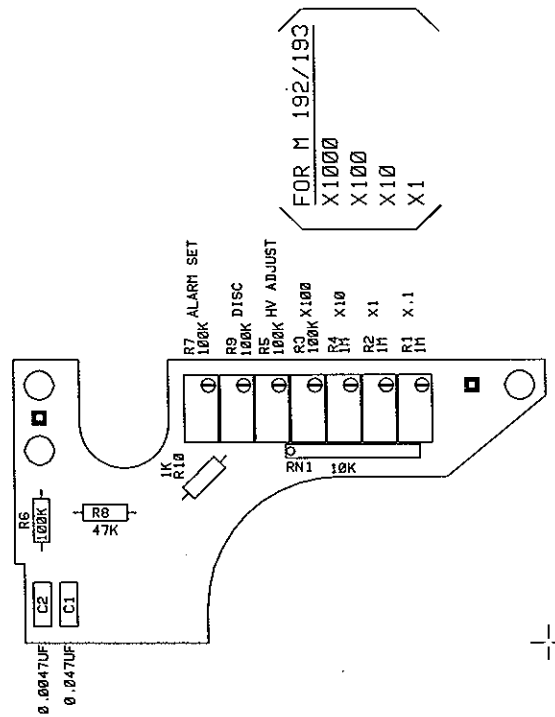 FOR M 192/193
X1000
X100
X10
X1
R7 ALARM SET
100K
R9 DISC
100K
R5 HV ADJUST
100K
R3 X100
100K
R4 X10
1M
R2 X1
1M
R1 X.1
1M
1K
R10
RN1 10K
R6
100K
R8
47K
C2
C1
0.0047UF
0.047UF